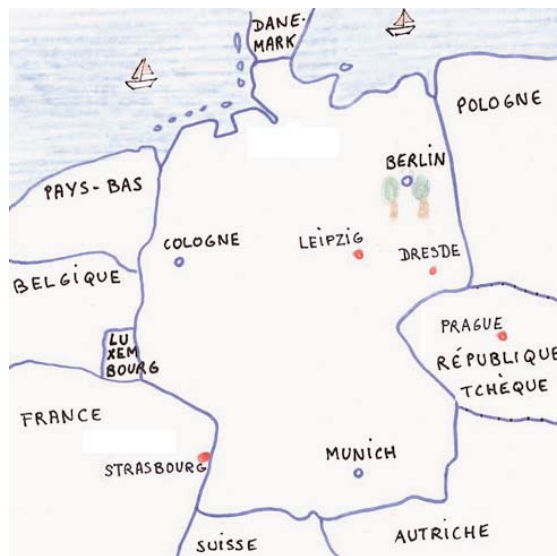 DANE-
MARK
POLOGNE
BERLIN
PAYS-BAS
COLOGNE
LEIPZIG
DRESDE
BELGIQUE
LU
XEM
BOURG
PRAGUE
RÉPUBLIQUE
TCHÈQUE
FRANCE
STRASBOURG
MUNICH
SUISSE
AUTRICHE